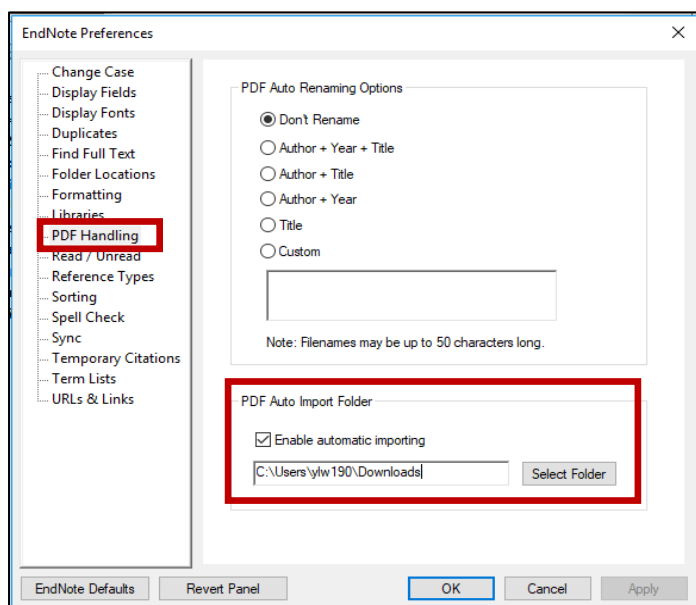 EndNote Preferences
Change Case
Display Fields
Display Fonts
Duplicates
Find Full Text
Folder Locations
Formatting
Libraries
PDF Handling
Read / Unread
Reference Types
Sorting
Spell Check
Sync
Temporary Citations
Term Lists
URLs & Links
PDF Auto Renaming Options
Don't Rename
Author + Year + Title
Author + Title
Author + Year
Title
Custom
Note: Filenames may be up to 50 characters long.
PDF Auto Import Folder
Enable automatic importing
C:\Users\ylw190\Downloads
Select Folder
EndNote Defaults
Revert Panel
OK
Cancel
Apply